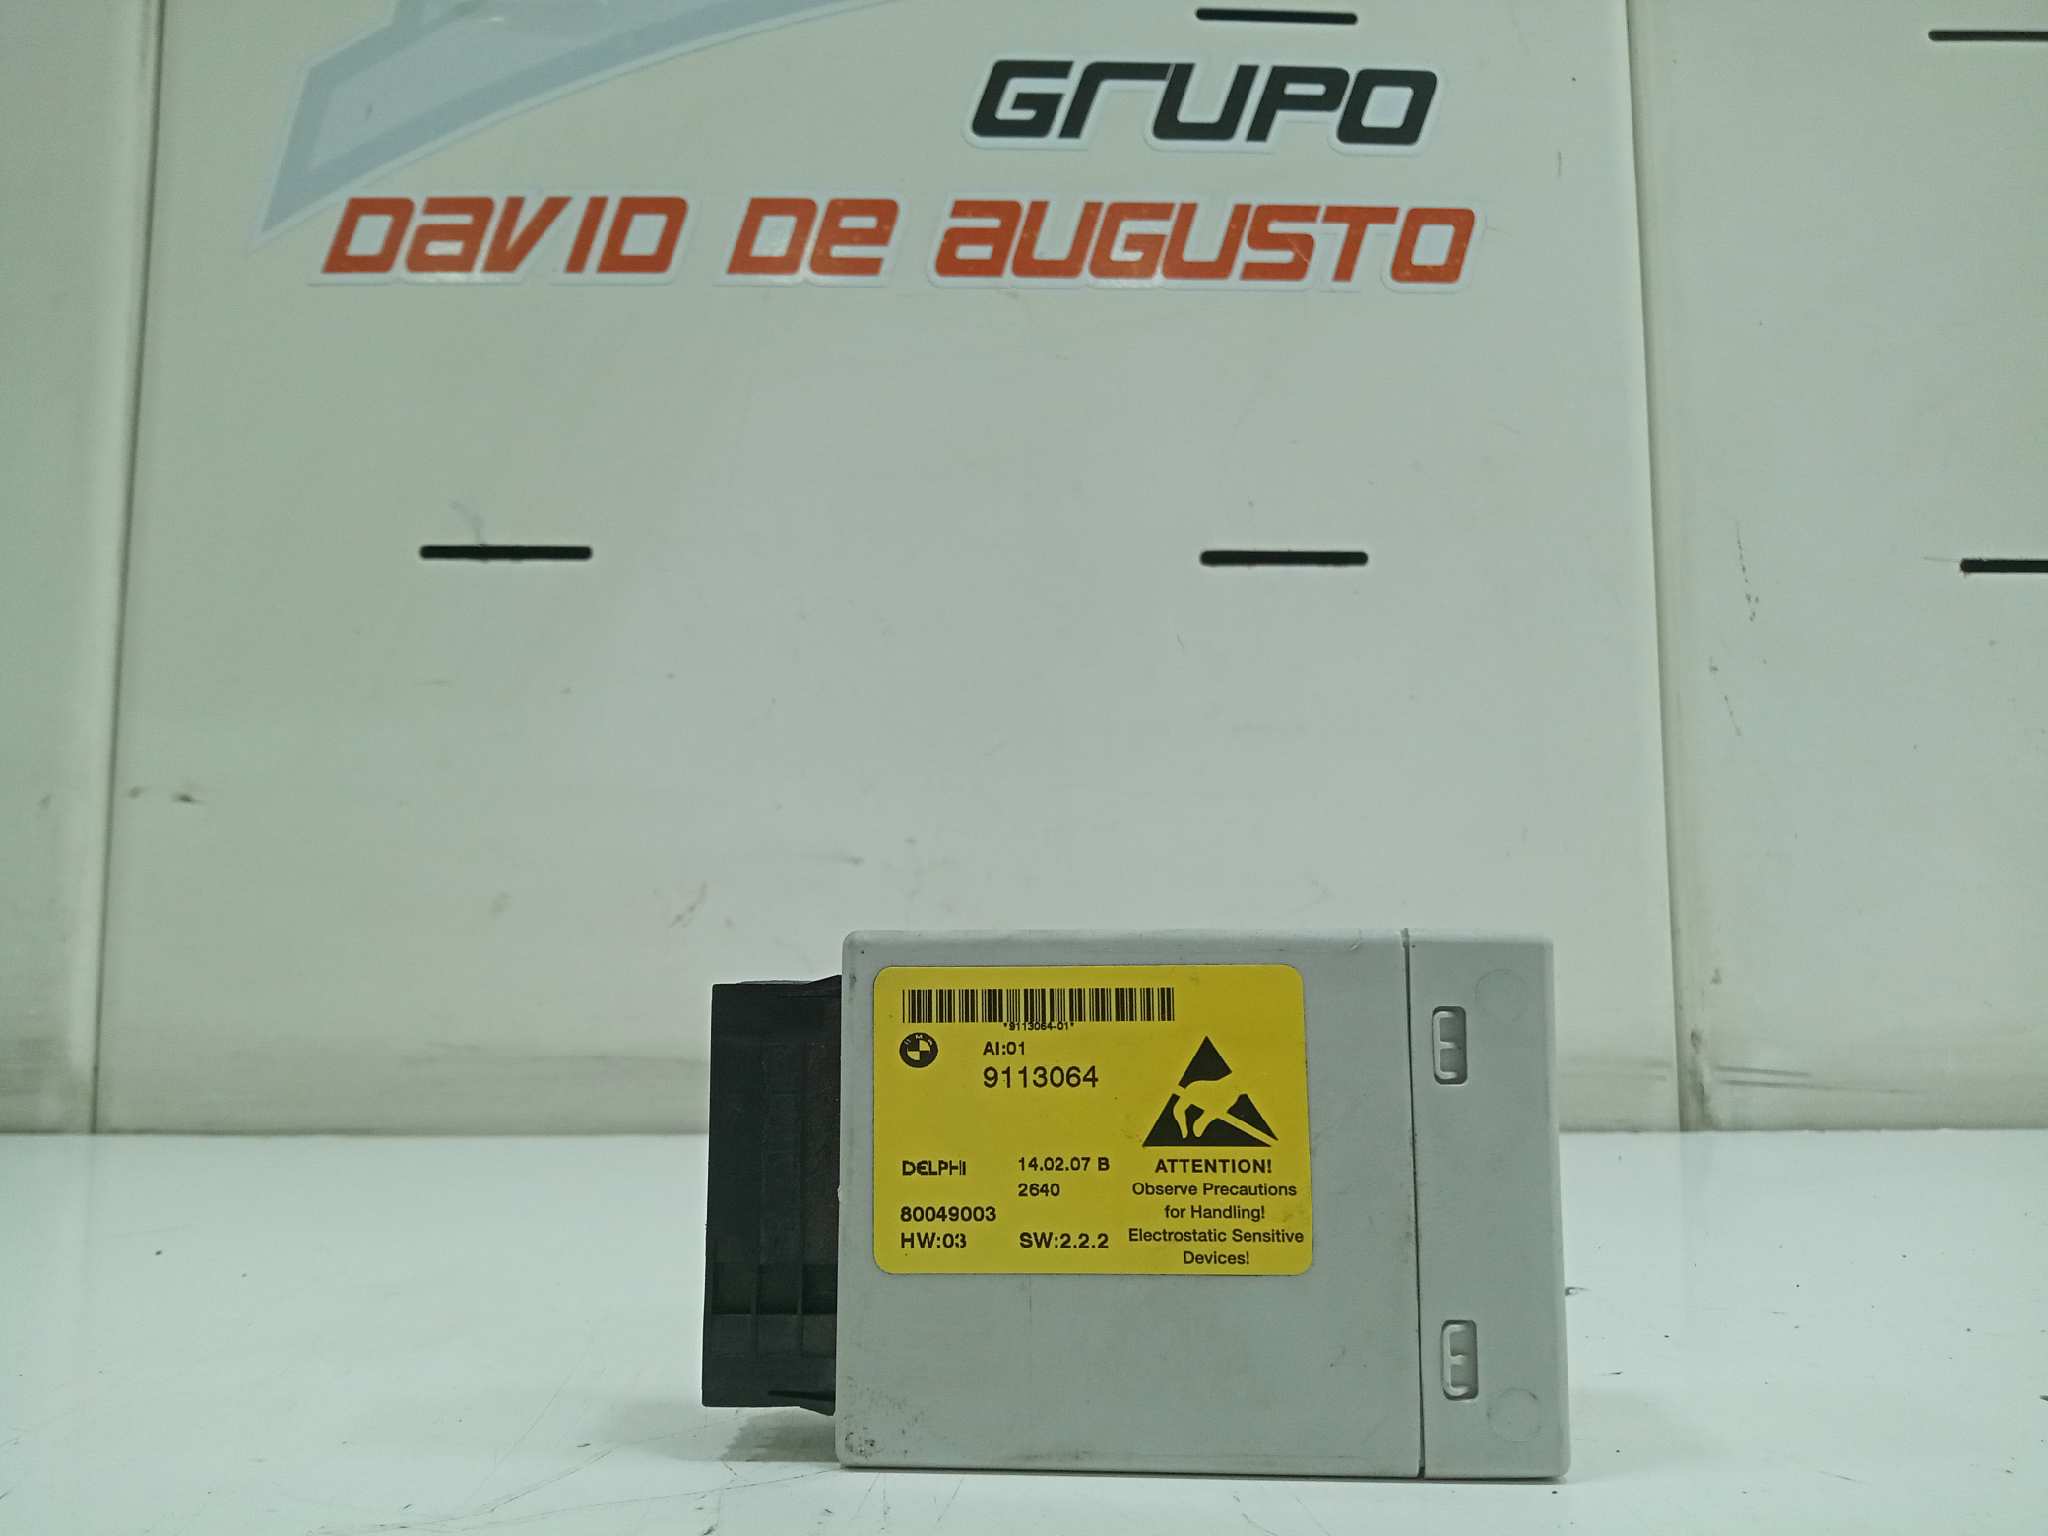 GRUPO
DAVID DE AUGUSTO
*9113064-01*
BMW
AI:01
9113064
DELPHI
14.02.07 B
2640
80049003
HW:03
SW:2.2.2
ATTENTION!
Observe Precautions
for Handling!
Electrostatic Sensitive
Devices!